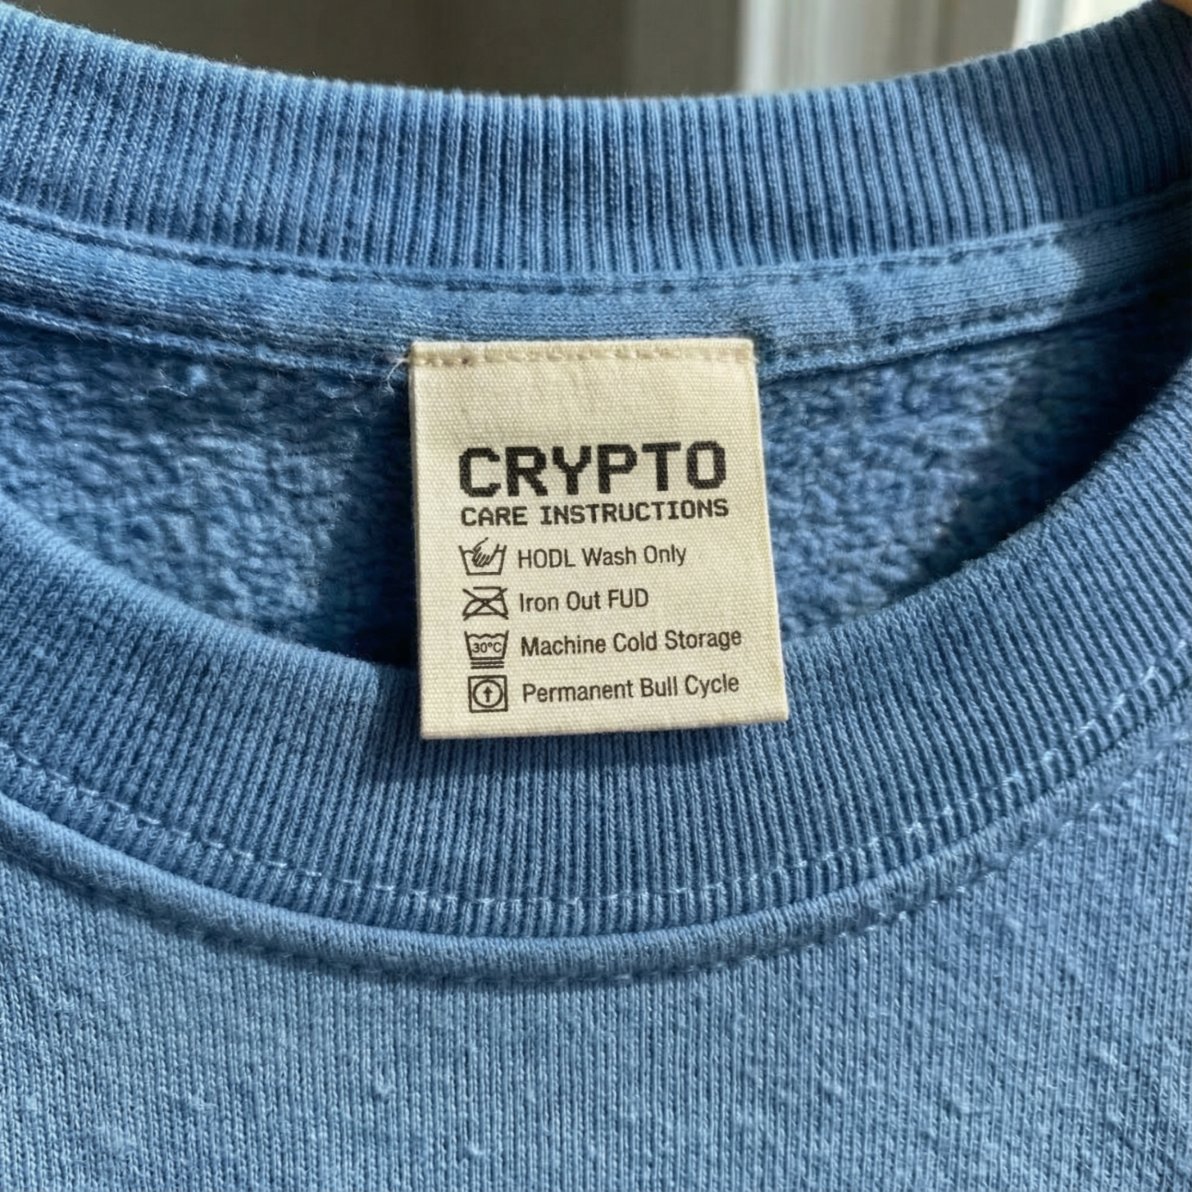 CRYPTO
CARE INSTRUCTIONS
HODL Wash Only
Iron Out FUD
30°C Machine Cold Storage
Permanent Bull Cycle